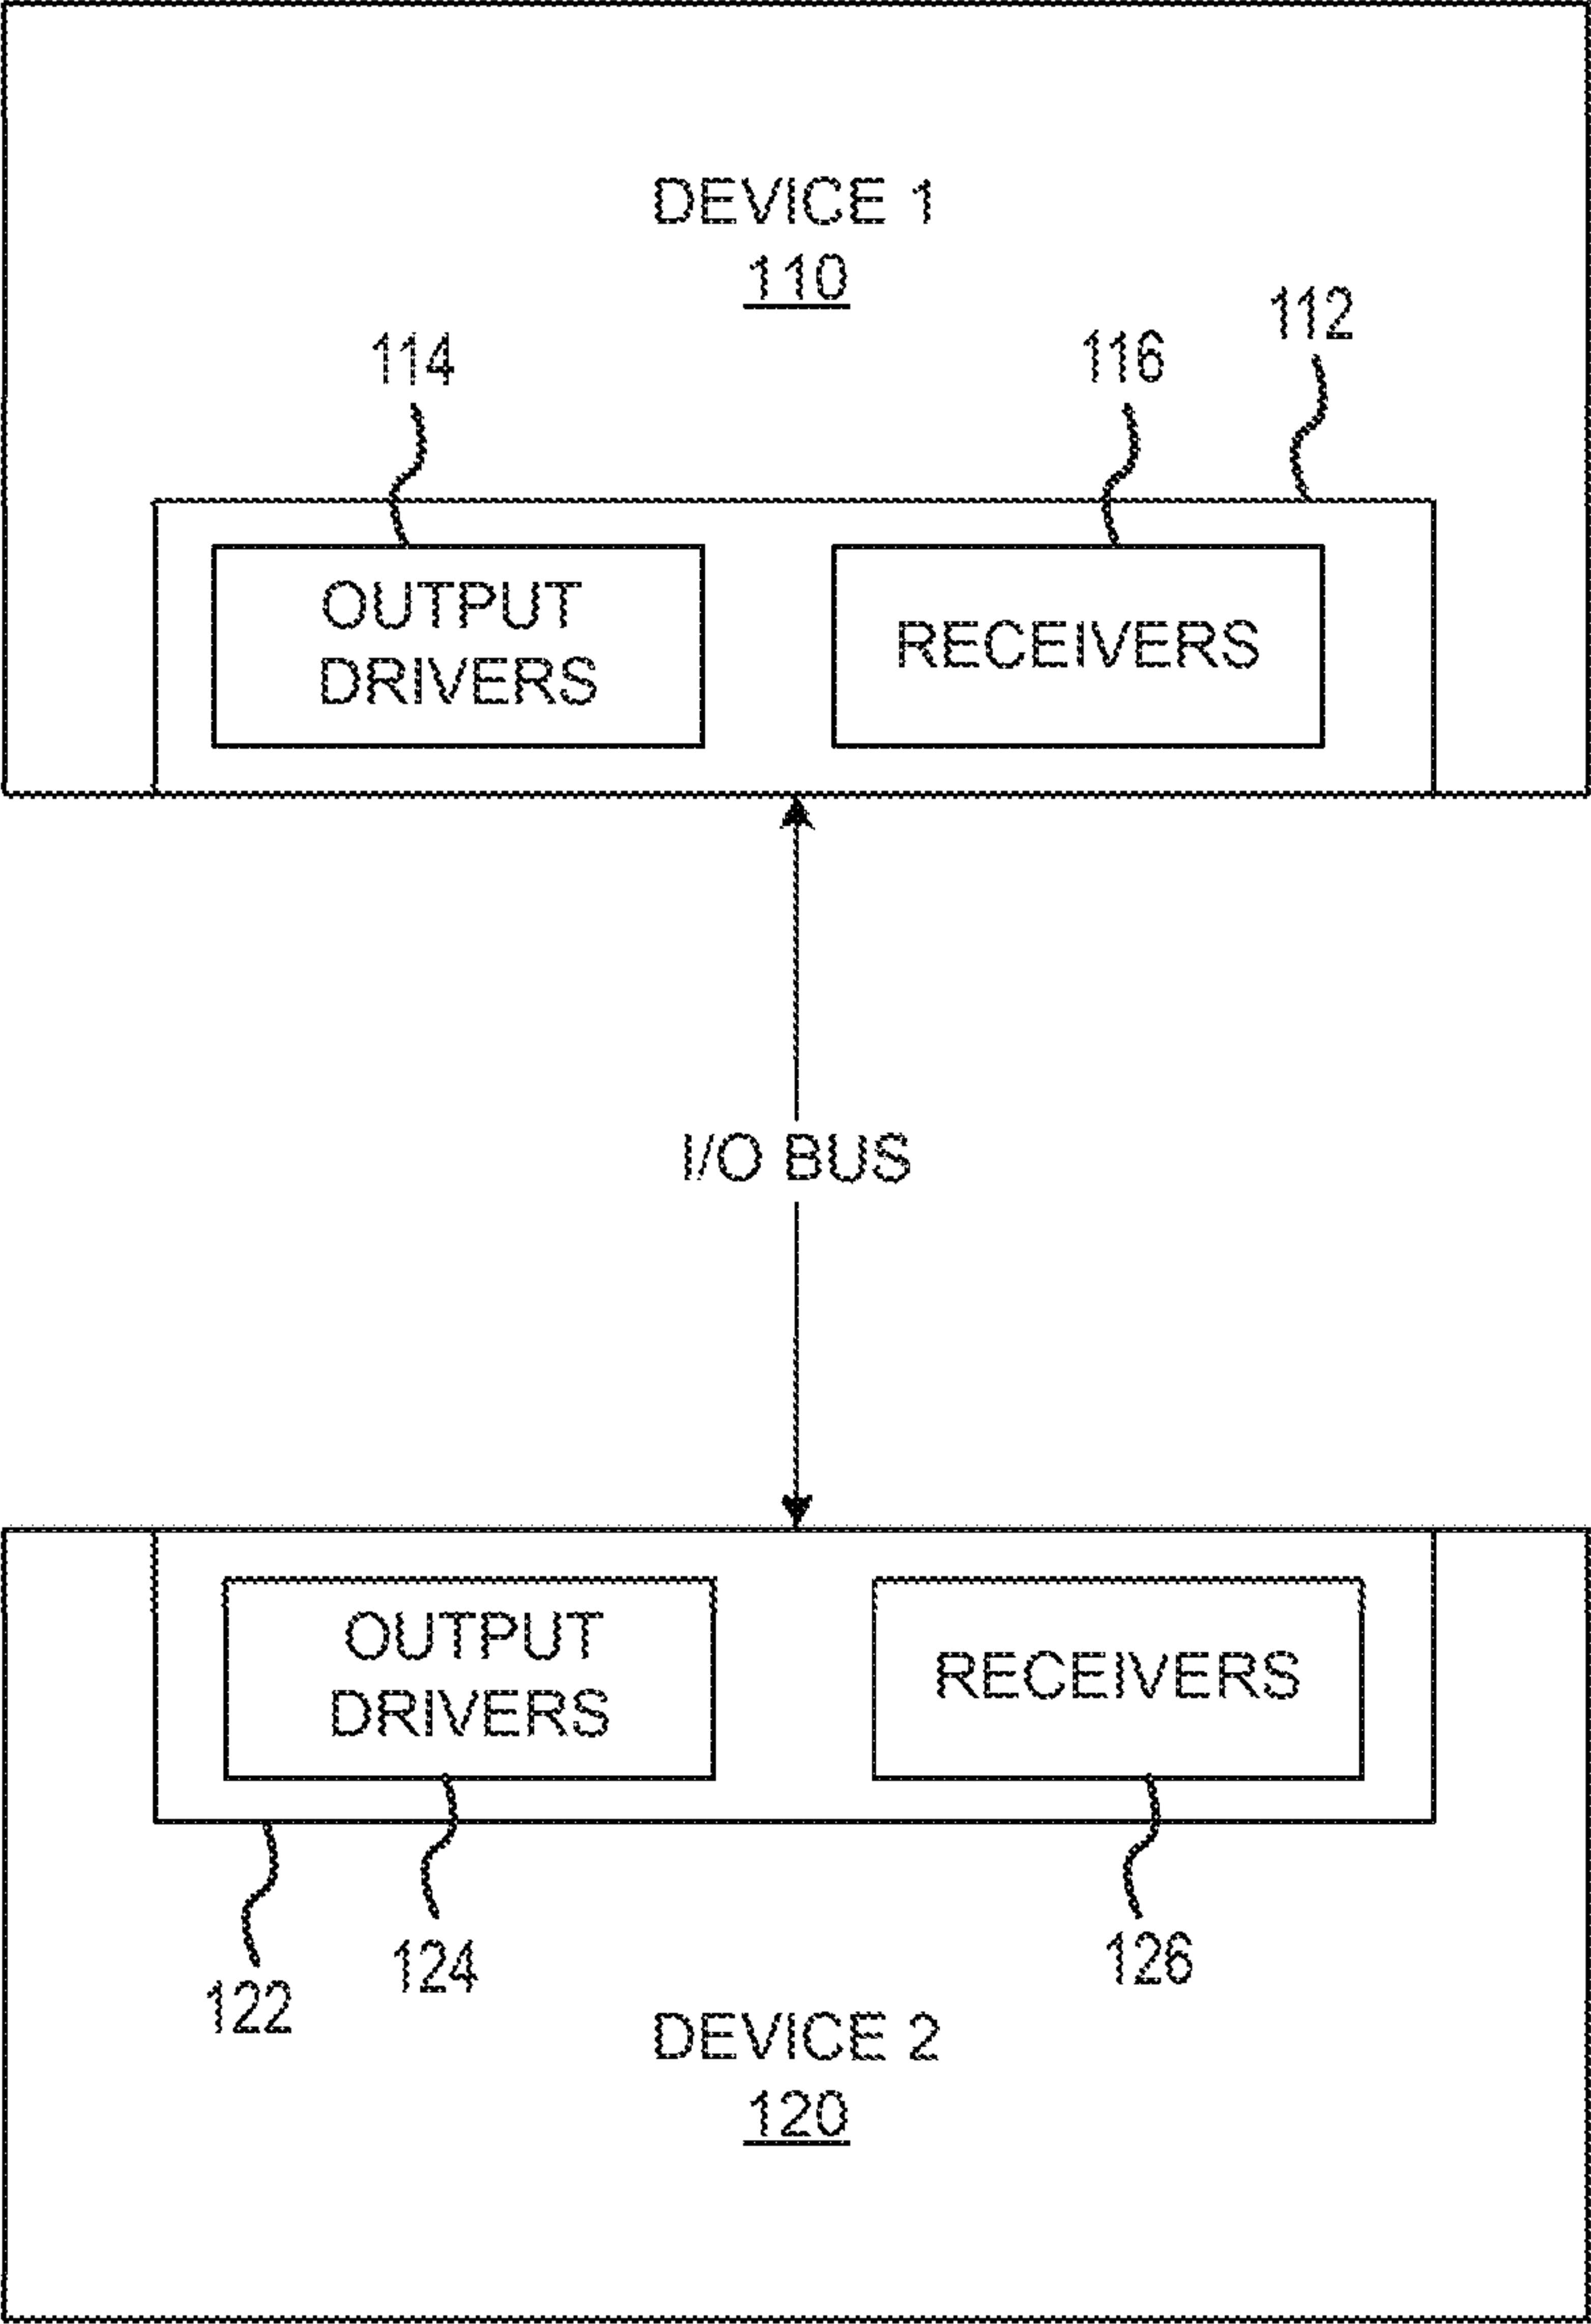 DEVICE 1
110
112
114
116
OUTPUT
DRIVERS
RECEIVERS
I/O BUS
OUTPUT
DRIVERS
RECEIVERS
122
124
126
DEVICE 2
120